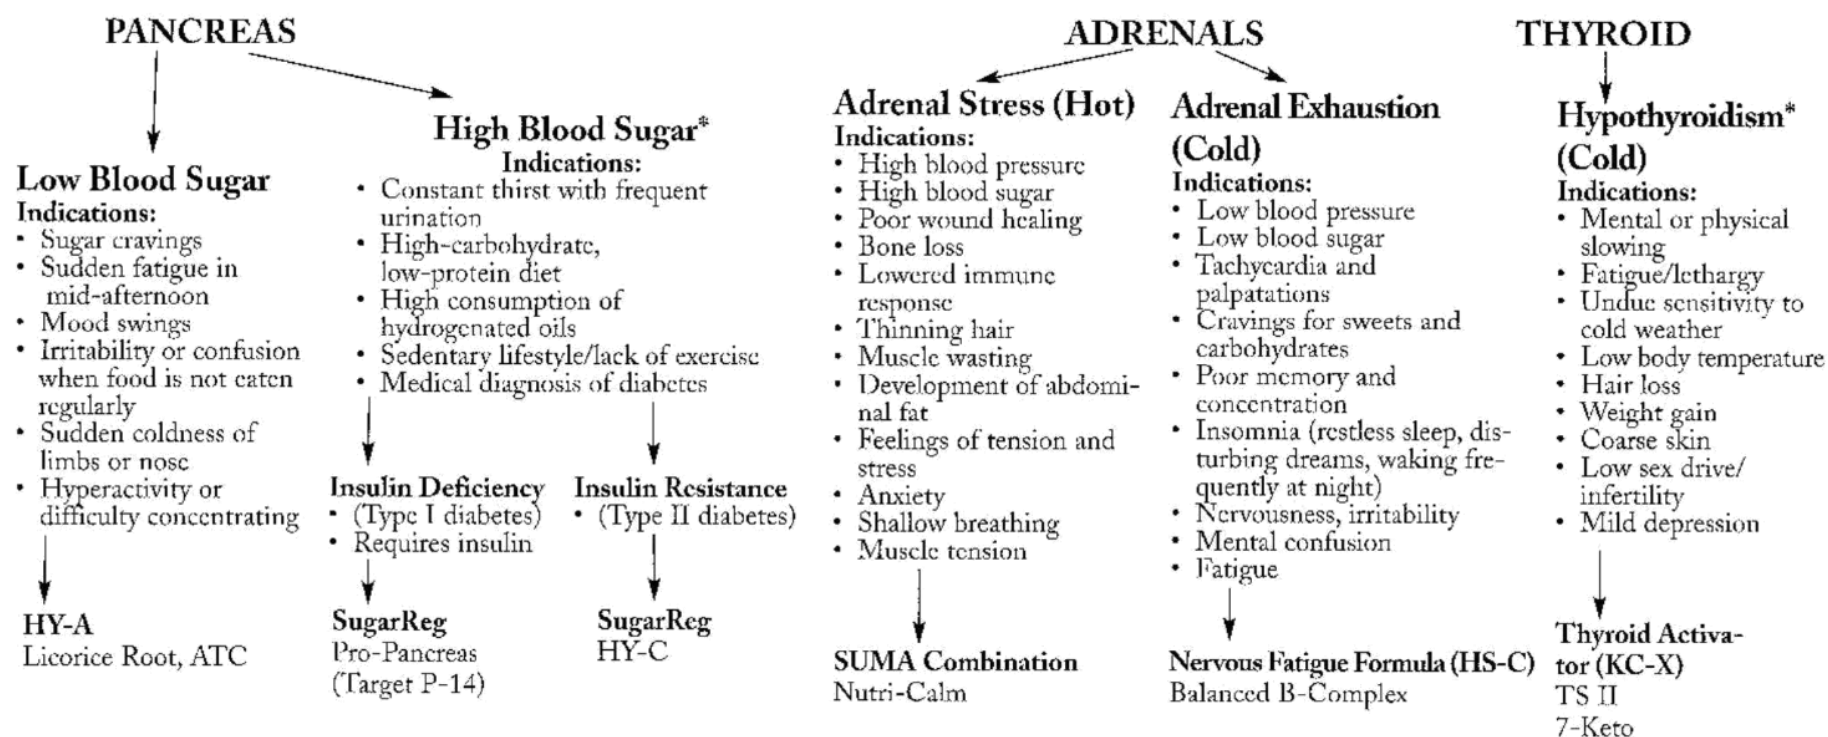 PANCREAS
Low Blood Sugar
Indications:
• Sugar cravings
• Sudden fatigue in
mid-afternoon
• Mood swings
• Irritability or confusion
when food is not eaten
regularly
• Sudden coldness of
limbs or nose
• Hyperactivity or
difficulty concentrating
HY-A
Licorice Root, ATC
High Blood Sugar*
Indications:
• Constant thirst with frequent
urination
• High-carbohydrate,
low-protein diet
• High consumption of
hydrogenated oils
• Sedentary lifestyle/lack of exercise
• Medical diagnosis of diabetes
Insulin Deficiency
• (Type I diabetes)
• Requires insulin
SugarReg
Pro-Pancreas
(Target P-14)
Insulin Resistance
• (Type II diabetes)
SugarReg
HY-C
ADRENALS
Adrenal Stress (Hot)
Indications:
• High blood pressure
• High blood sugar
• Poor wound healing
• Bone loss
• Lowered immune
response
• Thinning hair
• Muscle wasting
• Development of abdomi-
nal fat
• Feelings of tension and
stress
• Anxiety
• Shallow breathing
• Muscle tension
SUMA Combination
Nutri-Calm
Adrenal Exhaustion
(Cold)
Indications:
• Low blood pressure
• Low blood sugar
• Tachycardia and
palpatations
• Cravings for sweets and
carbohydrates
• Poor memory and
concentration
• Insomnia (restless sleep, dis-
turbing dreams, waking fre-
quently at night)
• Nervousness, irritability
• Mental confusion
• Fatigue
Nervous Fatigue Formula (HS-C)
Balanced B-Complex
THYROID
Hypothyroidism*
(Cold)
Indications:
• Mental or physical
slowing
• Fatigue/lethargy
• Undue sensitivity to
cold weather
• Low body temperature
• Hair loss
• Weight gain
• Coarse skin
• Low sex drive/
infertility
• Mild depression
Thyroid Activa-
tor (KC-X)
TS II
7-Keto